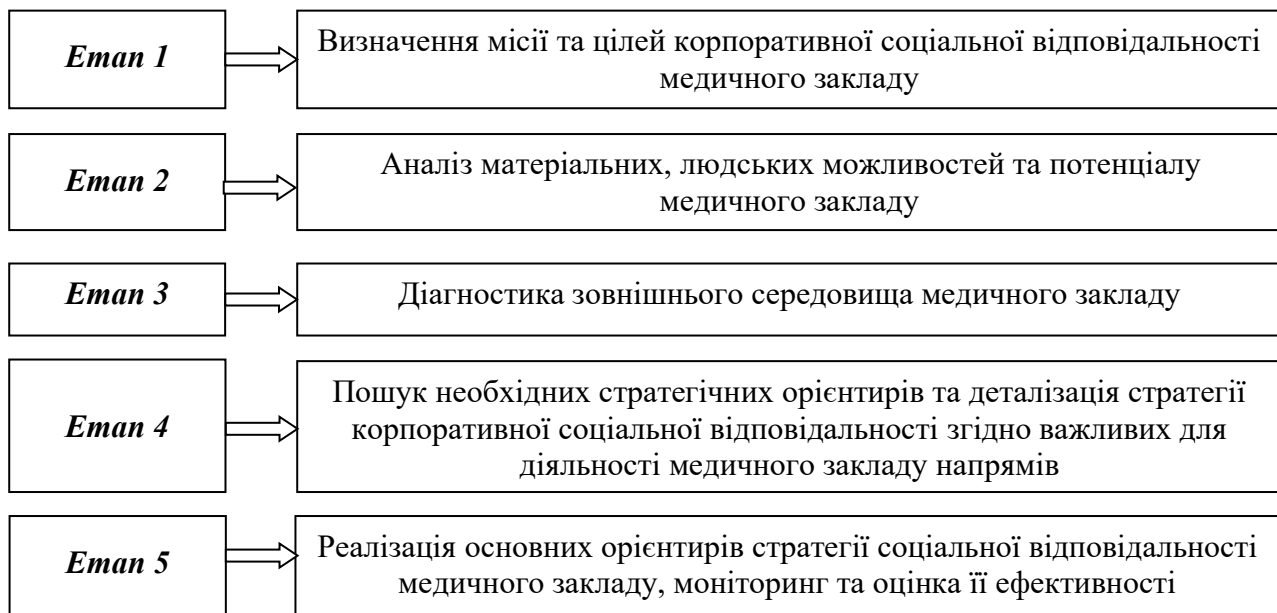 Етап 1
Визначення місії та цілей корпоративної соціальної відповідальності
медичного закладу
Етап 2
Аналіз матеріальних, людських можливостей та потенціалу
медичного закладу
Етап 3
Діагностика зовнішнього середовища медичного закладу
Етап 4
Пошук необхідних стратегічних орієнтирів та деталізація стратегії
корпоративної соціальної відповідальності згідно важливих для
діяльності медичного закладу напрямів
Етап 5
Реалізація основних орієнтирів стратегії соціальної відповідальності
медичного закладу, моніторинг та оцінка її ефективності